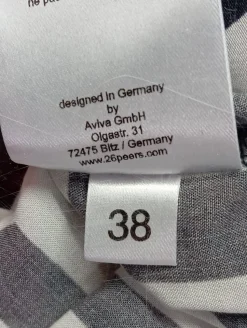 designed in Germany
by
Aviva GmbH
Olgastr. 31
72475 Bitz / Germany
www.26peers.com
38